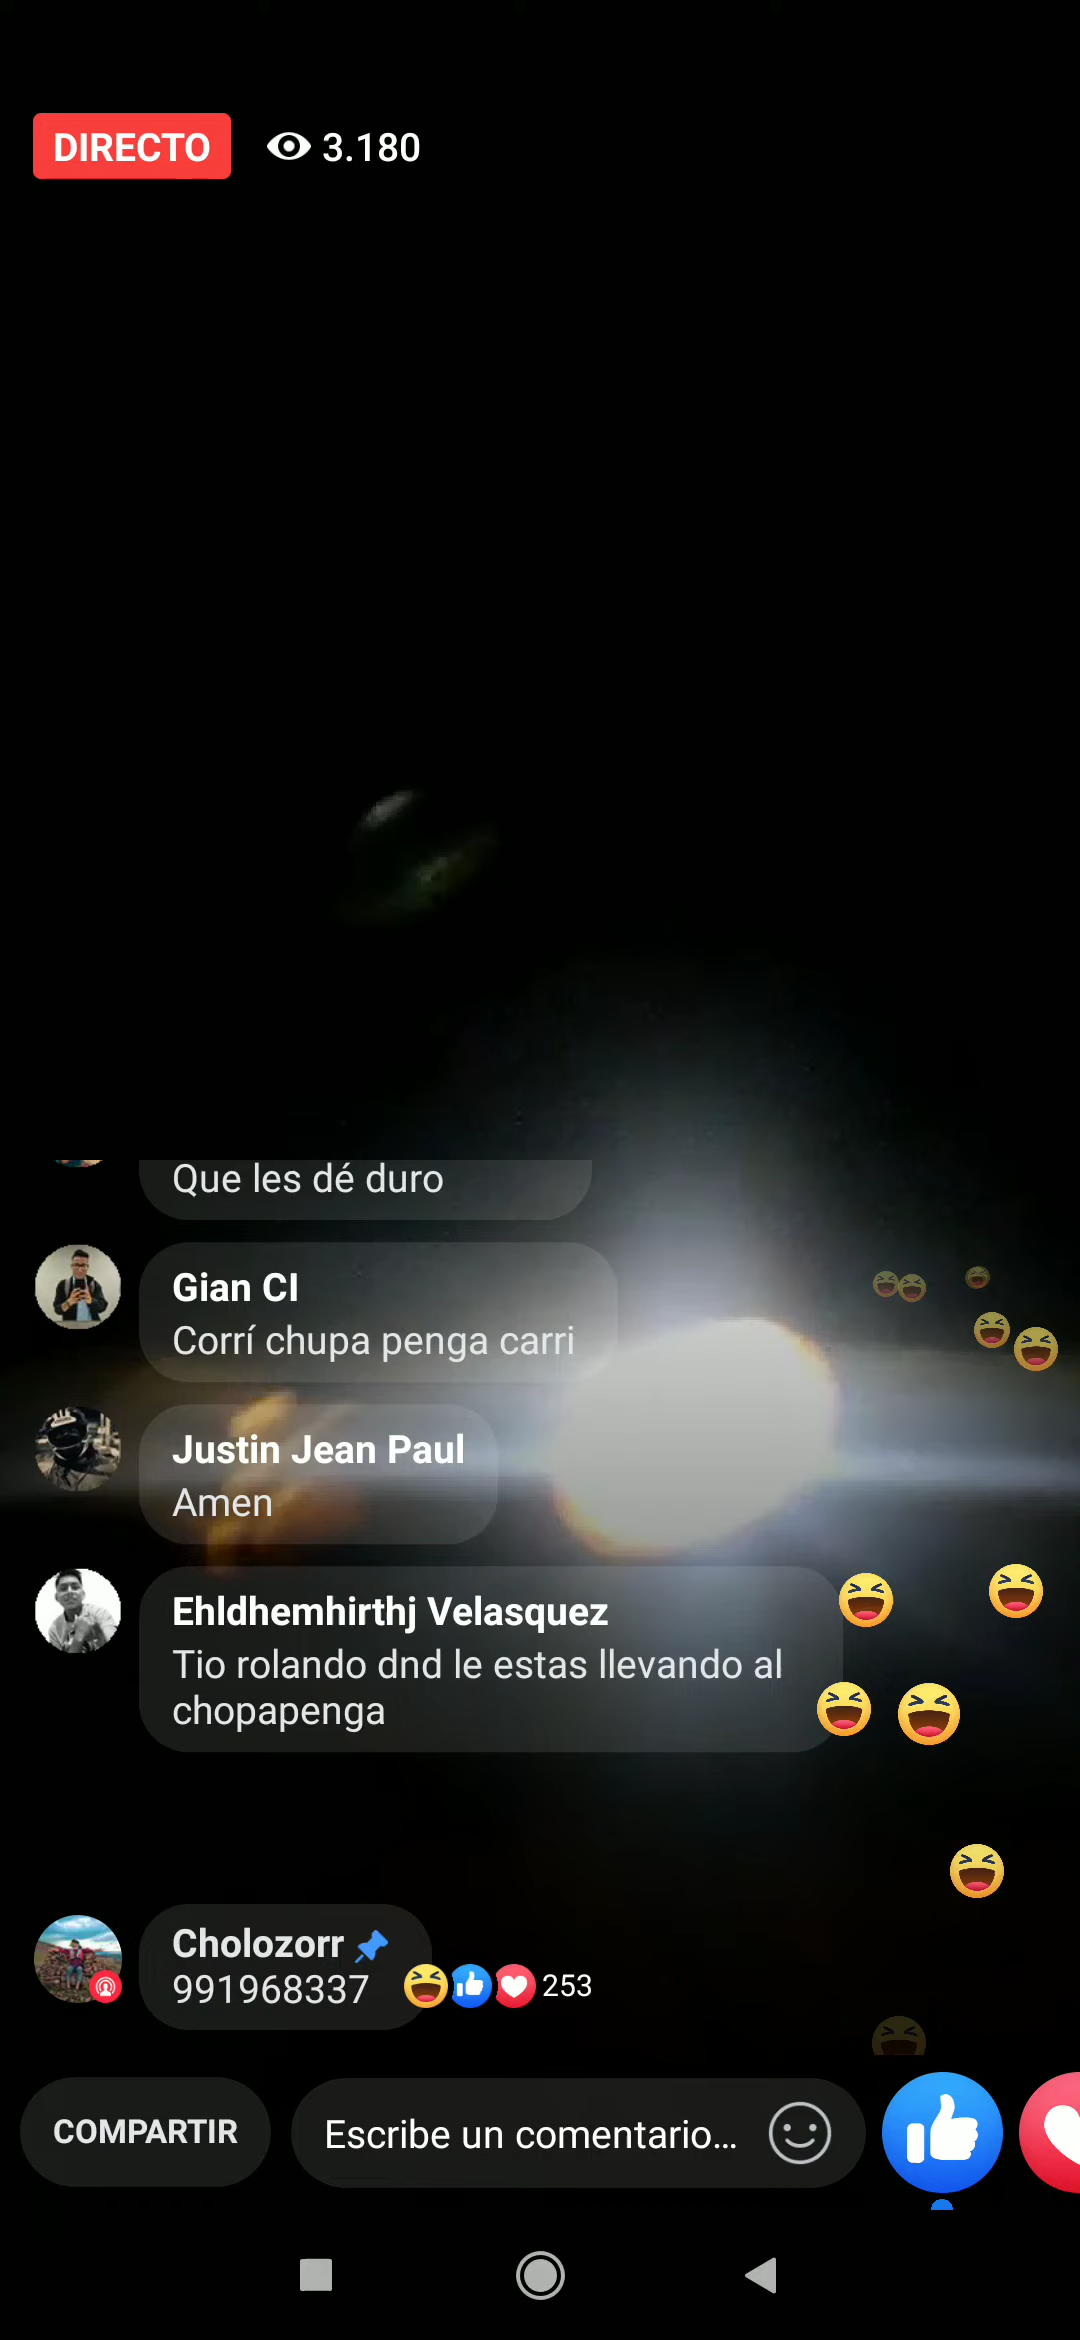 DIRECTO 3.180
Que les dé duro
Gian Cl
Corrí chupa penga carri
Justin Jean Paul
Amen
Ehldhemhirthj Velasquez
Tio rolando dnd le estas llevando al
chopapenga
Cholozorr
991968337 253
COMPARTIR Escribe un comentario...